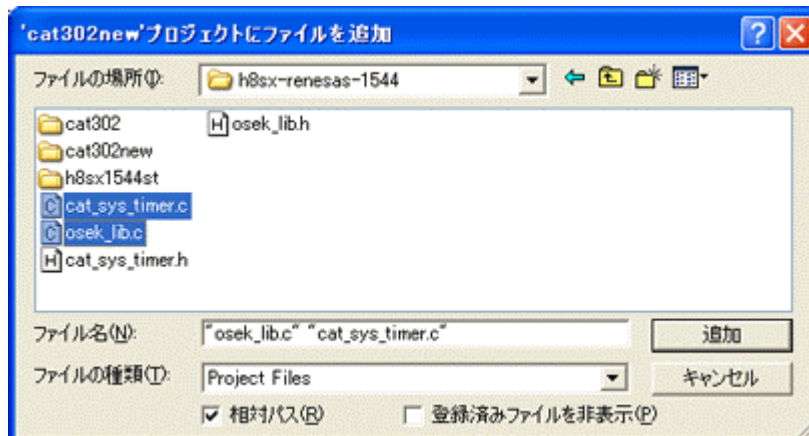 'cat302new'プロジェクトにファイルを追加
ファイルの場所(I): h8sx-renesas-1544
cat302 osek_lib.h
cat302new
h8sx1544st
cat_sys_timer.c
osek_lib.c
cat_sys_timer.h
ファイル名(N): "osek_lib.c" "cat_sys_timer.c" 追加
ファイルの種類(T): Project Files キャンセル
相対パス(R) 登録済みファイルを非表示(P)